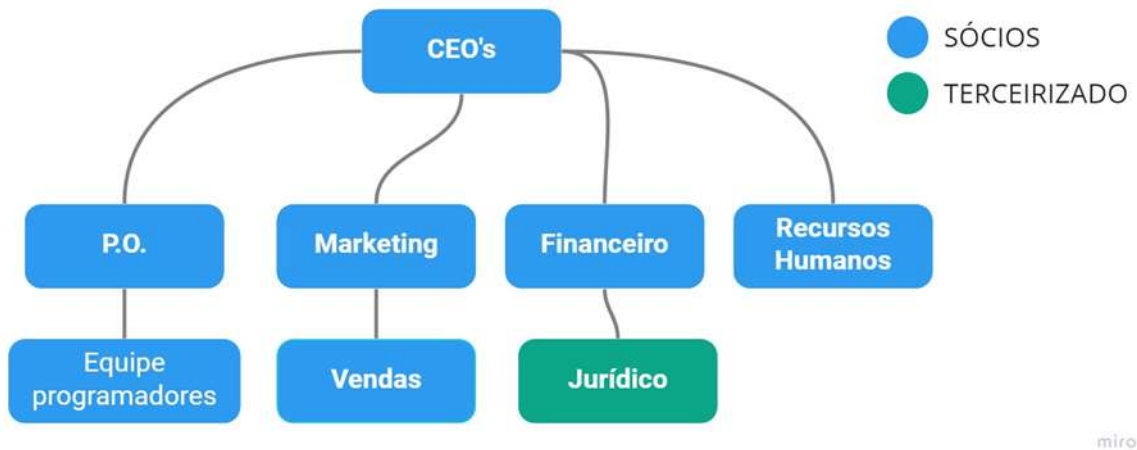 CEO's
SÓCIOS
TERCEIRIZADO
P.O.
Marketing
Financeiro
Recursos
Humanos
Equipe
programadores
Vendas
Jurídico
miro